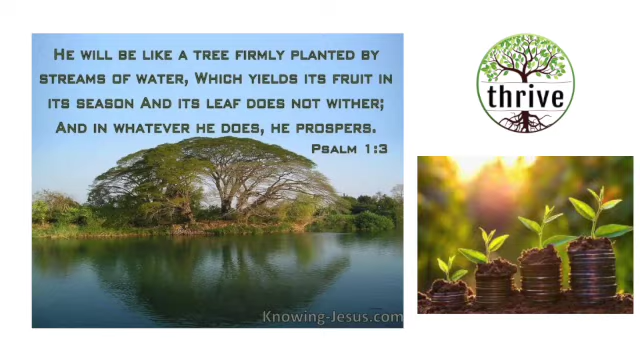 He will be like a tree firmly planted by
streams of water, Which yields its fruit in
its season And its leaf does not wither;
And in whatever he does, he prospers.
Psalm 1:3
Knowing-Jesus.com
thrive